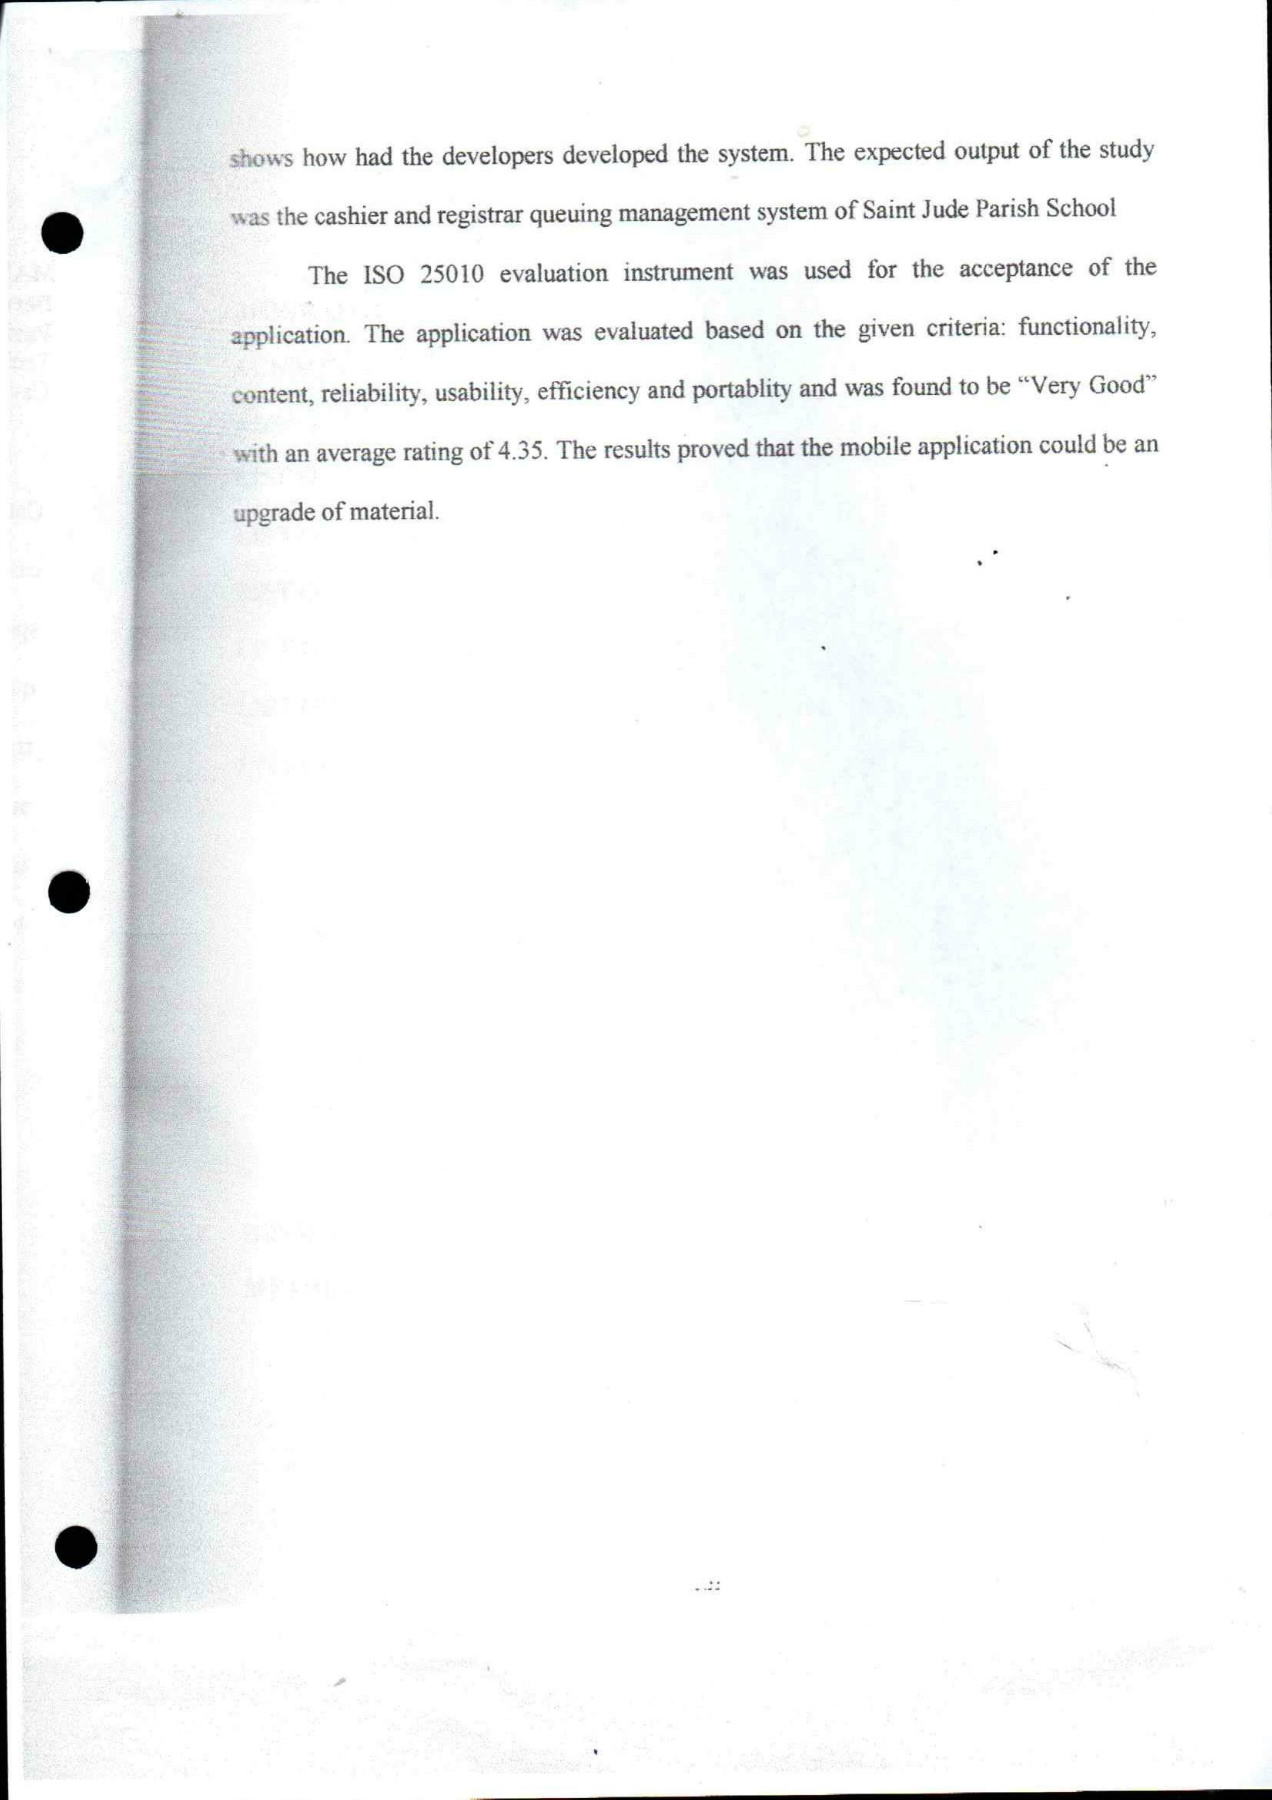 shows how had the developers developed the system. The expected output of the study
was the cashier and registrar queuing management system of Saint Jude Parish School
The ISO 25010 evaluation instrument was used for the acceptance of the
application. The application was evaluated based on the given criteria: functionality,
content, reliability, usability, efficiency and portablity and was found to be “Very Good”
with an average rating of 4.35. The results proved that the mobile application could be an
upgrade of material.